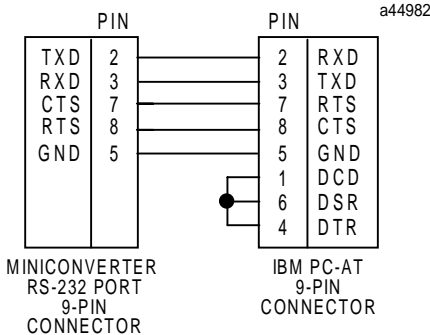 a44982
PIN PIN
TXD 2 2 RXD
RXD 3 3 TXD
CTS 7 7 RTS
RTS 8 8 CTS
GND 5 5 GND
1 DCD
6 DSR
4 DTR
MINICONVERTER
RS-232 PORT
9-PIN
CONNECTOR
IBM PC-AT
9-PIN
CONNECTOR